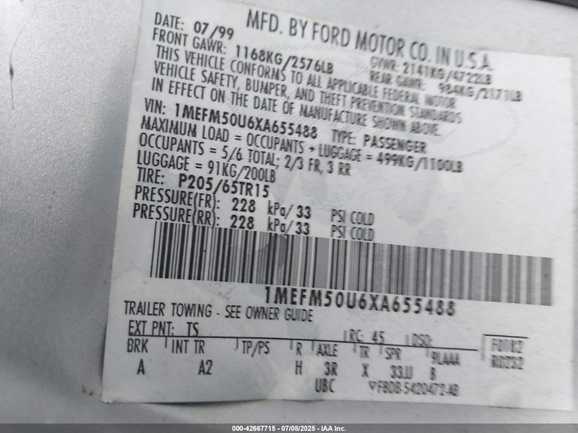 MFD. BY FORD MOTOR CO. IN U.S.A.
DATE: 07/99 GVWR: 2141KG/4722LB
FRONT GAWR: 1168KG/2576LB REAR GAWR: 984KG/2171LB
THIS VEHICLE CONFORMS TO ALL APPLICABLE FEDERAL MOTOR
VEHICLE SAFETY, BUMPER, AND THEFT PREVENTION STANDARDS
IN EFFECT ON THE DATE OF MANUFACTURE SHOWN ABOVE.
VIN: 1MEFM50U6XA655488 TYPE: PASSENGER
MAXIMUM LOAD = OCCUPANTS + LUGGAGE = 499KG/1100LB
OCCUPANTS = 5/6 TOTAL: 2/3 FR, 3 RR
LUGGAGE = 91KG/200LB
TIRE: P205/65TR15
PRESSURE(FR): 228 kPa/33 PSI COLD
PRESSURE(RR): 228 kPa/33 PSI COLD
1MEFM50U6XA655488
TRAILER TOWING - SEE OWNER GUIDE
EXT PNT: TS RC: 45 DSO:
BRK INT TR TP/PS R AXLE TR SPR
A A2 H 3R X
UBC
000-42667715 - 07/08/2025 - IAA Inc.